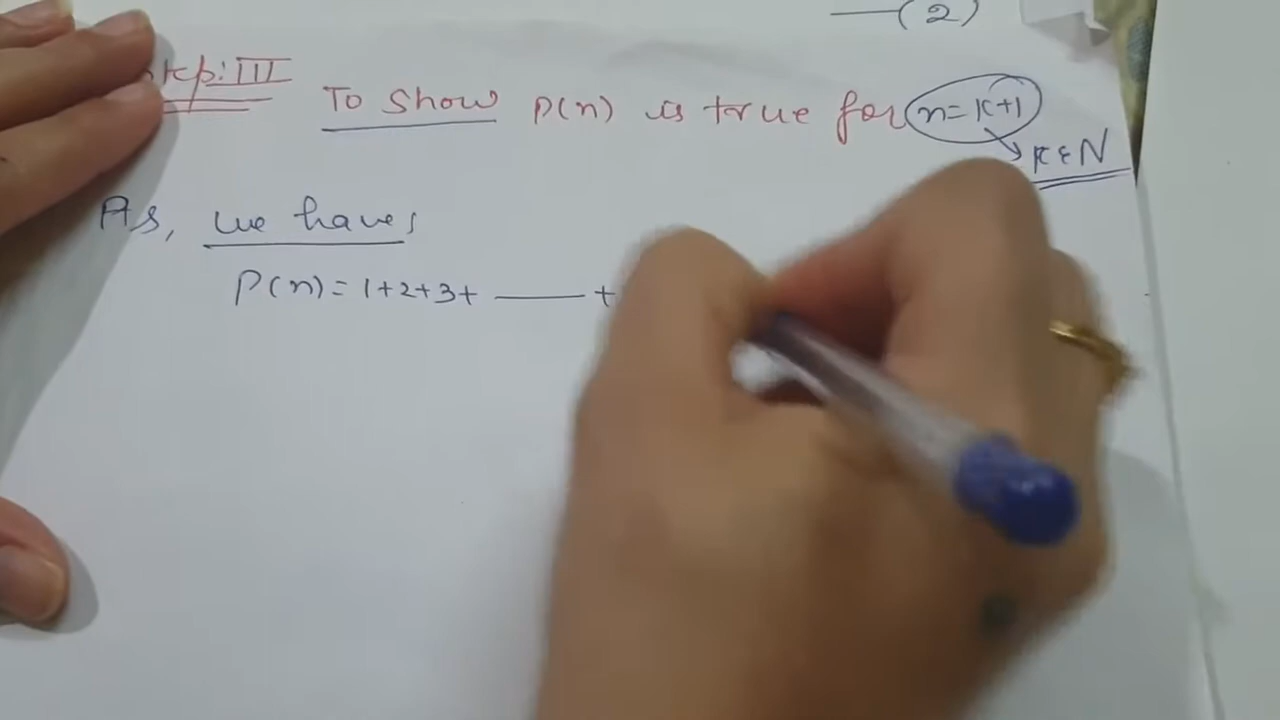 —(2)
Step: III
To show P(n) is true for n=k+1
k∈N
As, we have,
P(n) = 1+2+3+ —— +